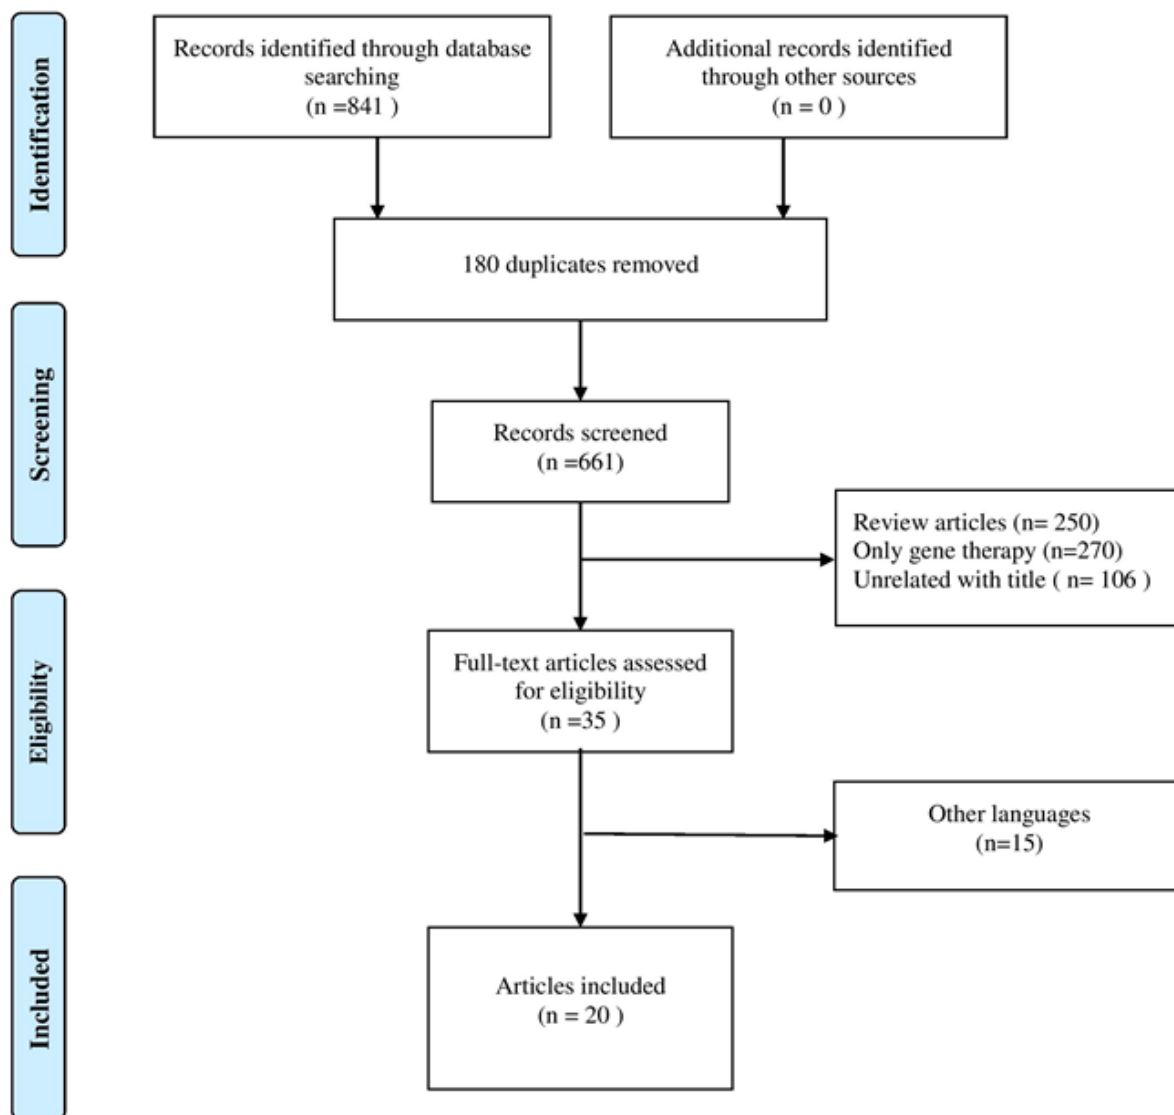 Identification
Records identified through database
searching
(n =841 )
Additional records identified
through other sources
(n = 0 )
180 duplicates removed
Screening
Records screened
(n =661)
Review articles (n= 250)
Only gene therapy (n=270)
Unrelated with title ( n= 106 )
Eligibility
Full-text articles assessed
for eligibility
(n =35 )
Other languages
(n=15)
Included
Articles included
(n = 20 )